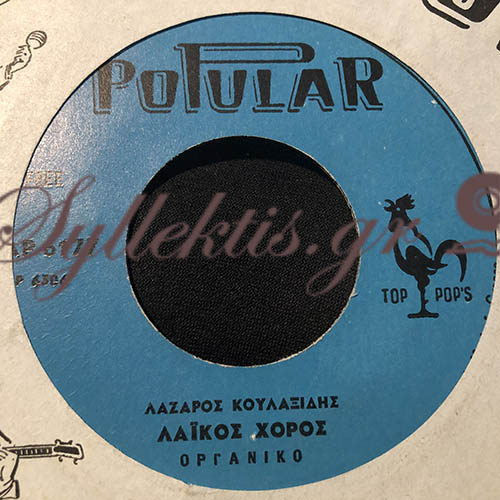 POPULAR
Syllektis.gr
TOP POP'S
ΛΑΖΑΡΟΣ ΚΟΥΛΑΞΙΔΗΣ
ΛΑΪΚΟΣ ΧΟΡΟΣ
ΟΡΓΑΝΙΚΟ